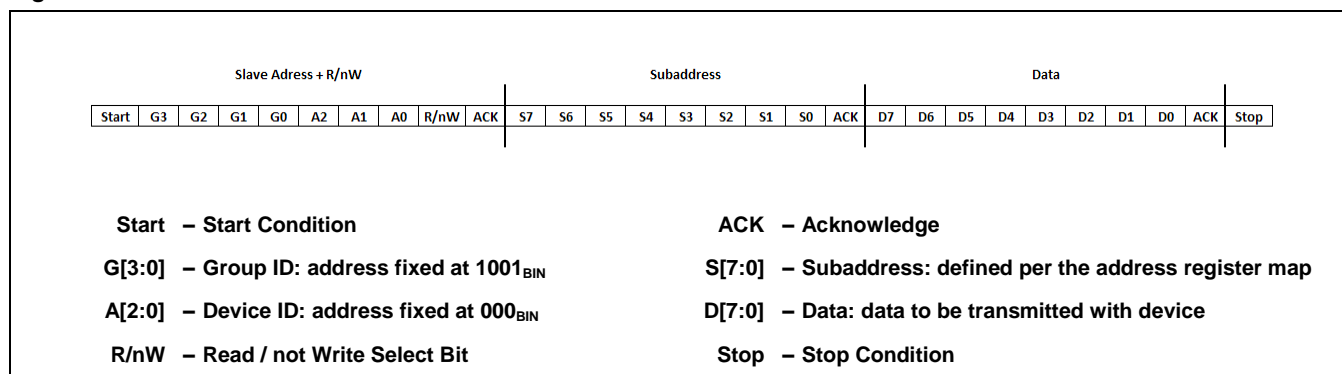 Slave Adress + R/nW Subaddress Data
Start G3 G2 G1 G0 A2 A1 A0 R/nW ACK S7 S6 S5 S4 S3 S2 S1 S0 ACK D7 D6 D5 D4 D3 D2 D1 D0 ACK Stop
Start – Start Condition
G[3:0] – Group ID: address fixed at 1001BIN
A[2:0] – Device ID: address fixed at 000BIN
R/nW – Read / not Write Select Bit
ACK – Acknowledge
S[7:0] – Subaddress: defined per the address register map
D[7:0] – Data: data to be transmitted with device
Stop – Stop Condition